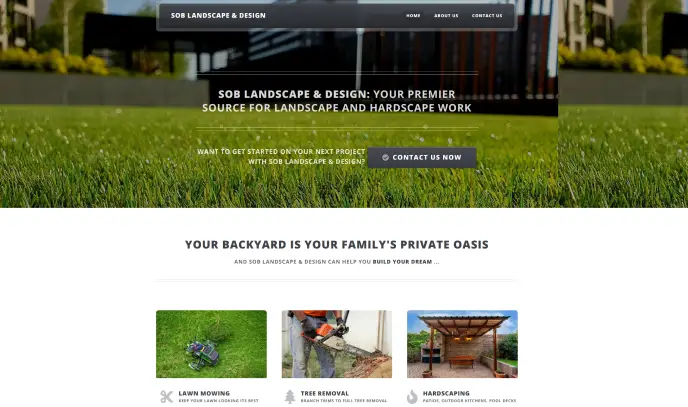 SOB LANDSCAPE & DESIGN
HOME ABOUT US CONTACT US
SOB LANDSCAPE & DESIGN: YOUR PREMIER
SOURCE FOR LANDSCAPE AND HARDSCAPE WORK
WANT TO GET STARTED ON YOUR NEXT PROJECT
WITH SOB LANDSCAPE & DESIGN?
CONTACT US NOW
YOUR BACKYARD IS YOUR FAMILY'S PRIVATE OASIS
AND SOB LANDSCAPE & DESIGN CAN HELP YOU BUILD YOUR DREAM ...
LAWN MOWING
KEEP YOUR LAWN LOOKING ITS BEST
TREE REMOVAL
BRANCH TRIMS TO FULL TREE REMOVAL
HARDSCAPING
PATIOS, OUTDOOR KITCHENS, POOL DECKS